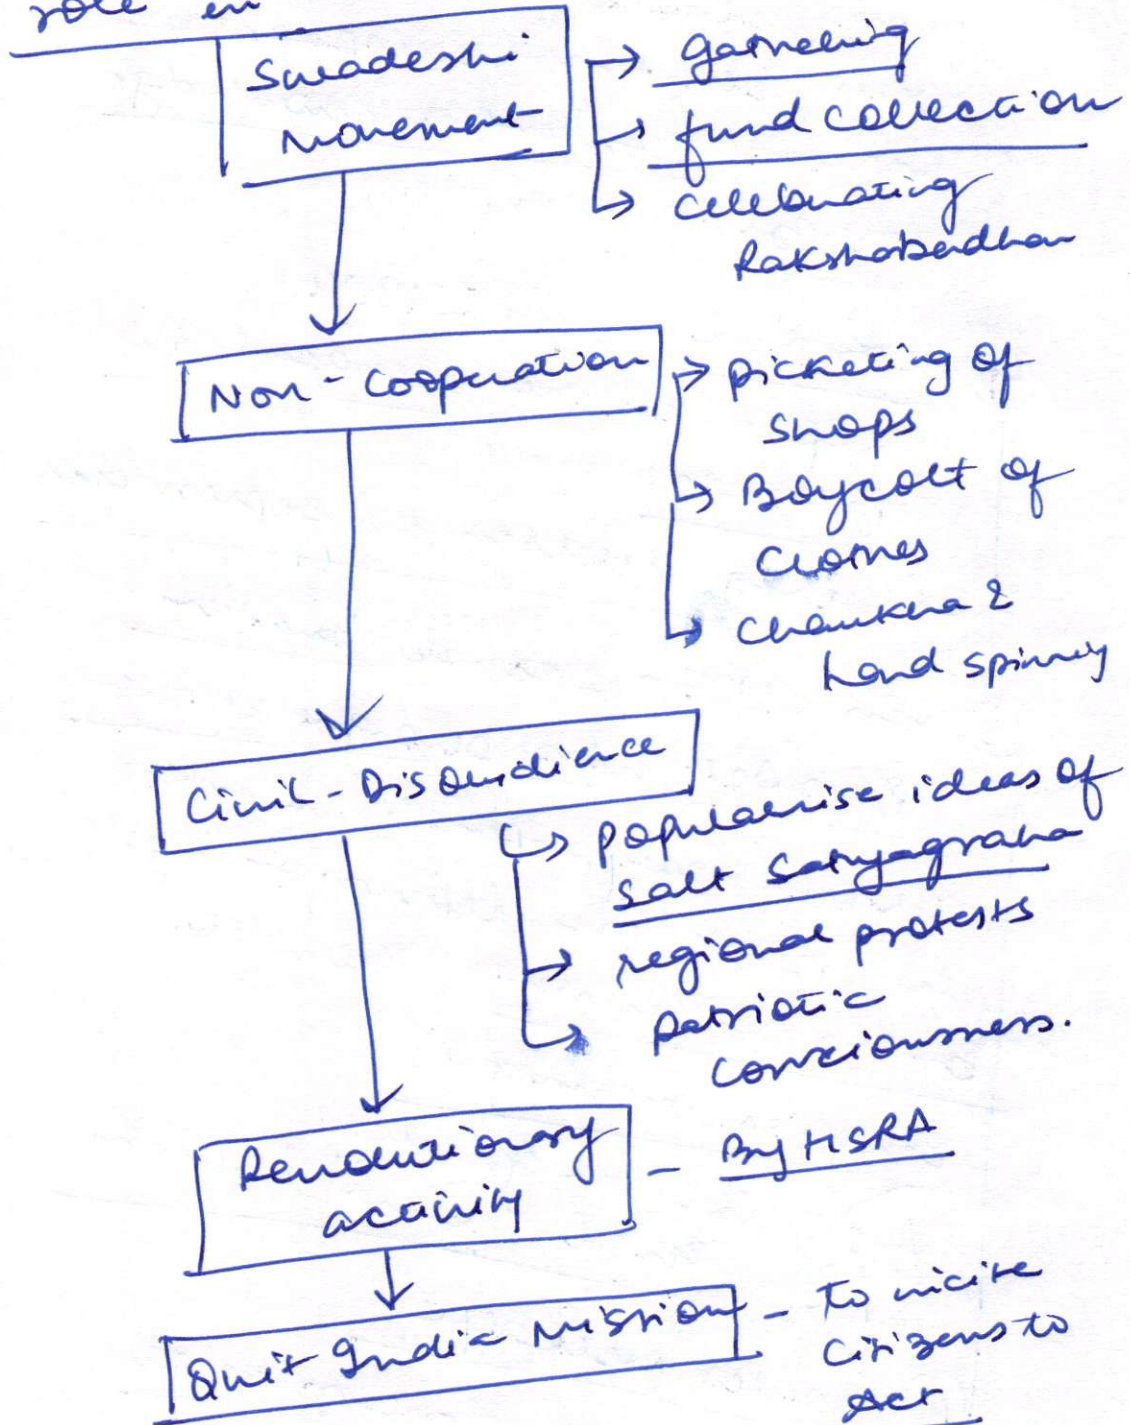 role in
Swadeshi
Movement
→ Gathering
→ fund collection
→ celebrating
Rakshabandhan
Non-Cooperation
→ picketing of
shops
→ Boycott of
clothes
→ Charkha &
hand spinning
Civil-Disobedience
→ popularise ideas of
salt satyagraha
→ regional protests
→ patriotic
consciousness.
Revolutionary
activity
- By HSRA
Quit India Mission
- To incite
citizens to
Act